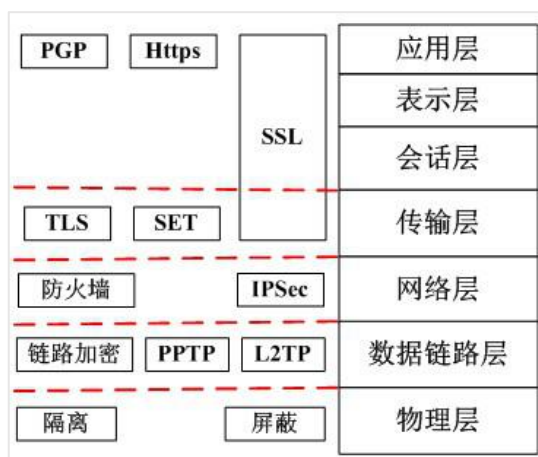 PGP Https 应用层
表示层
SSL
会话层
TLS SET 传输层
防火墙 IPSec 网络层
链路加密 PPTP L2TP 数据链路层
隔离 屏蔽 物理层